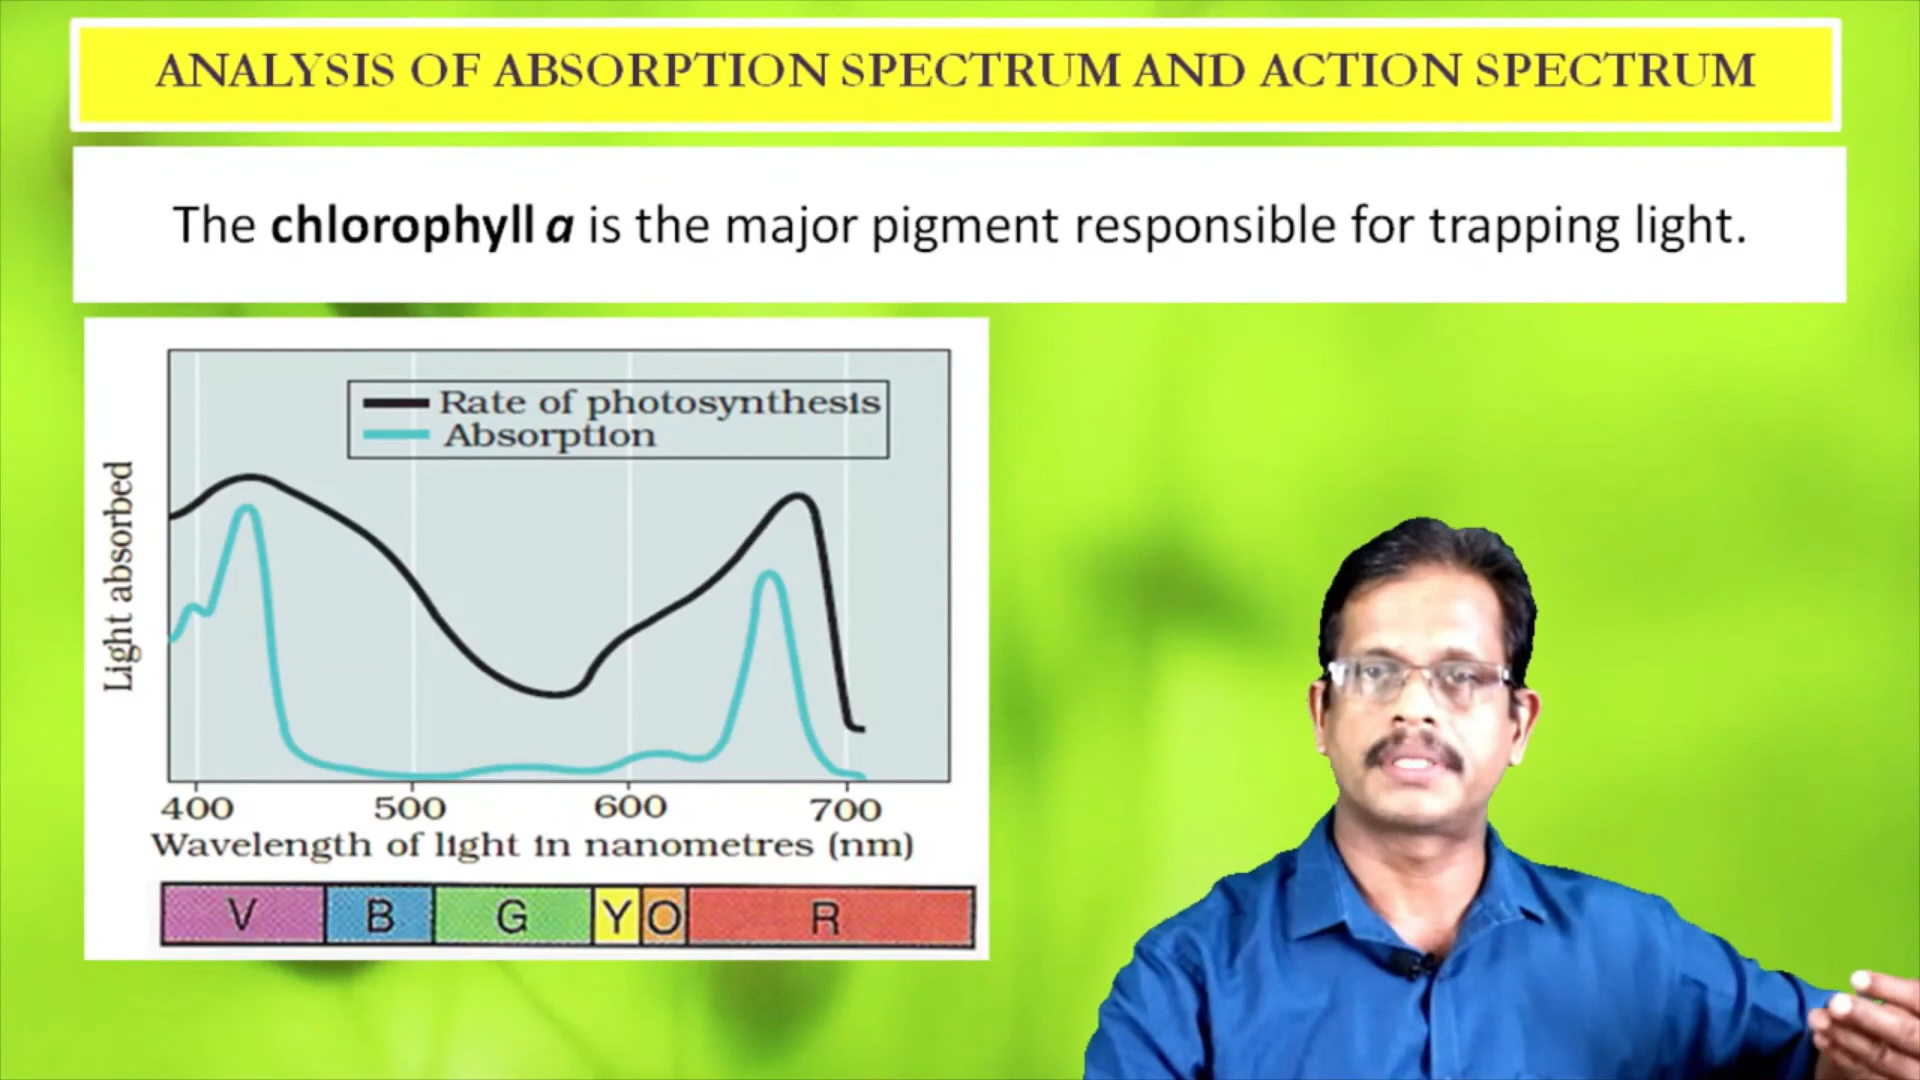 ANALYSIS OF ABSORPTION SPECTRUM AND ACTION SPECTRUM
The chlorophyll a is the major pigment responsible for trapping light.
Rate of photosynthesis
Absorption
Light absorbed
400 500 600 700
Wavelength of light in nanometres (nm)
V B G Y O R